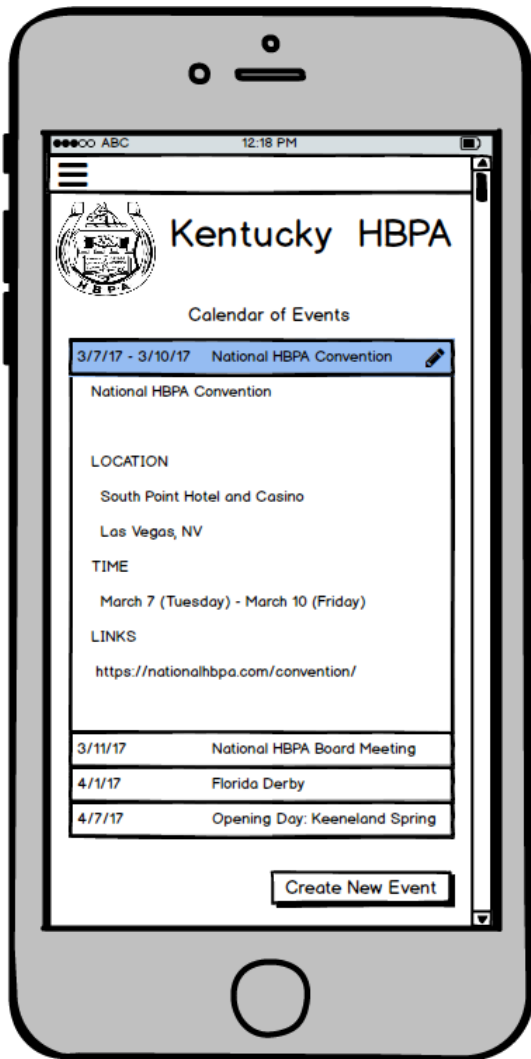 ABC 12:18 PM
Kentucky HBPA
HBPA
Calendar of Events
3/7/17 - 3/10/17 National HBPA Convention
National HBPA Convention
LOCATION
South Point Hotel and Casino
Las Vegas, NV
TIME
March 7 (Tuesday) - March 10 (Friday)
LINKS
https://nationalhbpa.com/convention/
3/11/17 National HBPA Board Meeting
4/1/17 Florida Derby
4/7/17 Opening Day: Keeneland Spring
Create New Event